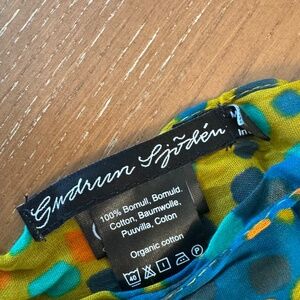 Gudrun Sjödén
100% Bomull, Bomuld.
Cotton, Baumwolle,
Puuvilla, Coton
Organic cotton
40
P